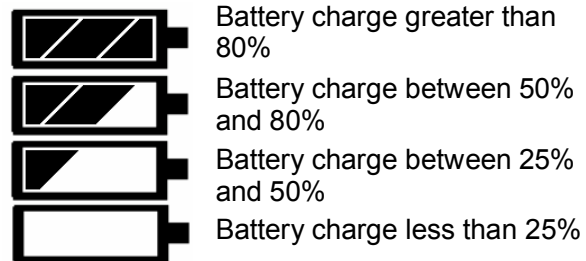 Battery charge greater than
80%
Battery charge between 50%
and 80%
Battery charge between 25%
and 50%
Battery charge less than 25%